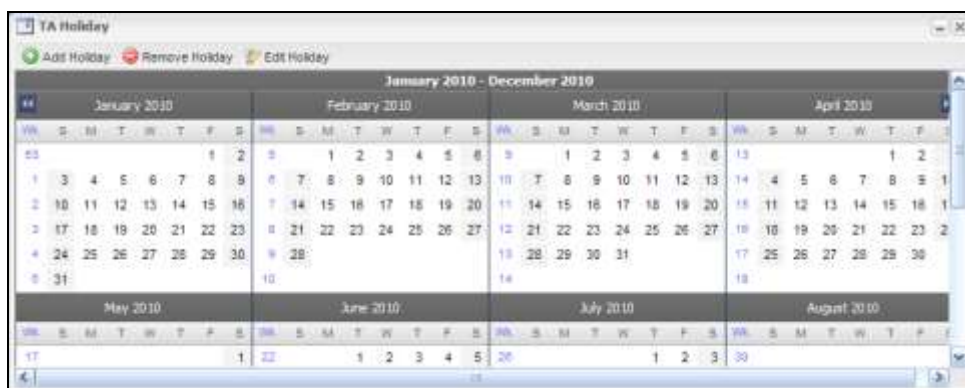 TA Holiday
Add Holiday Remove Holiday Edit Holiday
January 2010 - December 2010
January 2010 February 2010 March 2010 April 2010
Wk S M T W T F S Wk S M T W T F S Wk S M T W T F S Wk S M T W T F
53 1 2 5 1 2 3 4 5 6 9 1 2 3 4 5 6 13 1 2
1 3 4 5 6 7 8 9 6 7 8 9 10 11 12 13 10 7 8 9 10 11 12 13 14 4 5 6 7 8 9
2 10 11 12 13 14 15 16 7 14 15 16 17 18 19 20 11 14 15 16 17 18 19 20 15 11 12 13 14 15 16
3 17 18 19 20 21 22 23 8 21 22 23 24 25 26 27 12 21 22 23 24 25 26 27 16 18 19 20 21 22 23
4 24 25 26 27 28 29 30 9 28 13 28 29 30 31 17 25 26 27 28 29 30
5 31 10 14 18
May 2010 June 2010 July 2010 August 2010
Wk S M T W T F S Wk S M T W T F S Wk S M T W T F S Wk S M T W T F
17 1 22 1 2 3 4 5 26 1 2 3